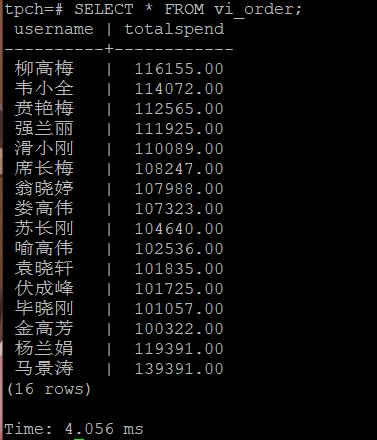 tpch=# SELECT * FROM vi_order;
username | totalspend
----------+------------
柳高梅 | 116155.00
韦小全 | 114072.00
贲艳梅 | 112565.00
强兰丽 | 111925.00
滑小刚 | 110089.00
席长梅 | 108247.00
翁晓婷 | 107988.00
娄高伟 | 107323.00
苏长刚 | 104640.00
喻高伟 | 102536.00
袁晓轩 | 101835.00
伏成峰 | 101725.00
毕晓刚 | 101057.00
金高芳 | 100322.00
杨兰娟 | 119391.00
马景涛 | 139391.00
(16 rows)
Time: 4.056 ms